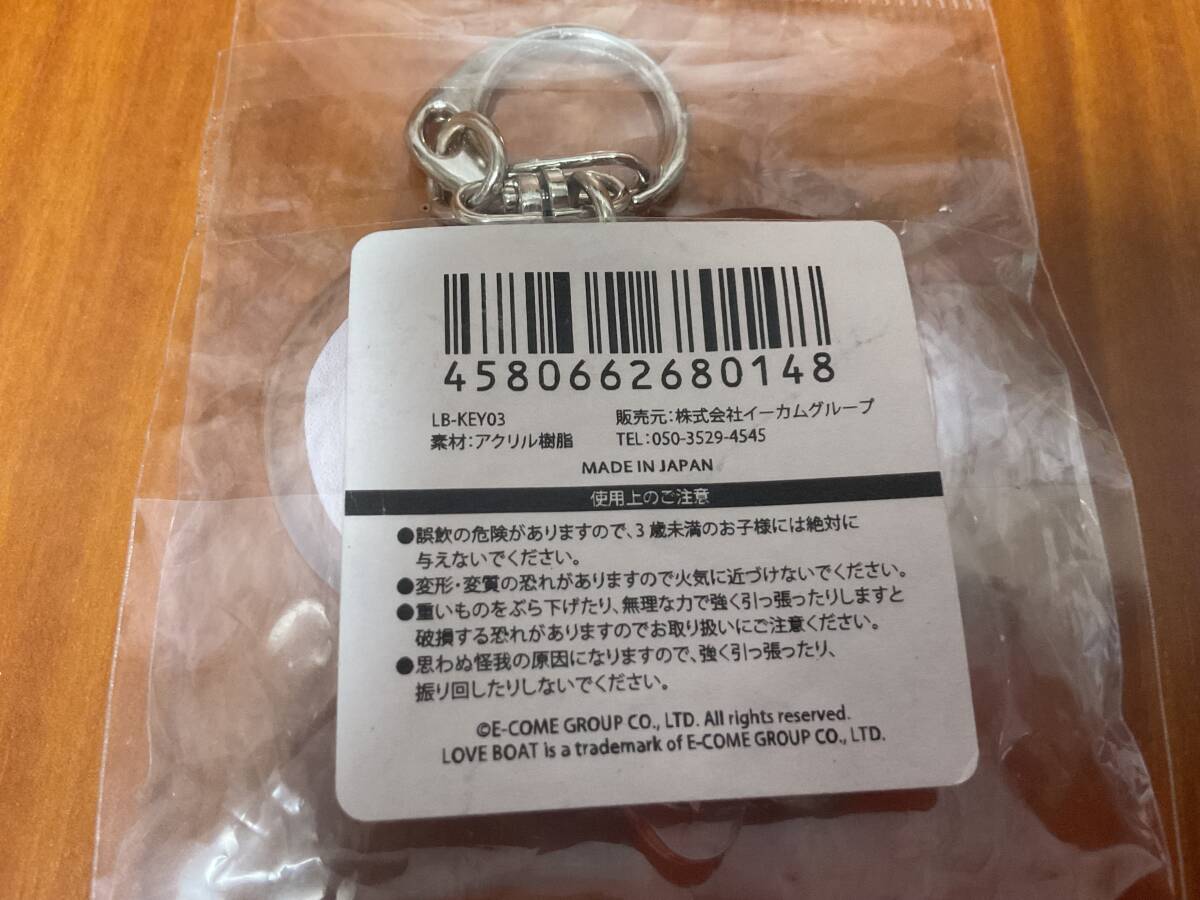 4580662680148
LB-KEY03
素材:アクリル樹脂
販売元:株式会社イーカムグループ
TEL:050-3529-4545
MADE IN JAPAN
使用上のご注意
●誤飲の危険がありますので、3歳未満のお子様には絶対に
与えないでください。
●変形・変質の恐れがありますので火気に近づけないでください。
●重いものをぶら下げたり、無理な力で強く引っ張ったりしますと
破損する恐れがありますのでお取り扱いにご注意ください。
●思わぬ怪我の原因になりますので、強く引っ張ったり、
振り回したりしないでください。
©E-COME GROUP CO., LTD. All rights reserved.
LOVE BOAT is a trademark of E-COME GROUP CO., LTD.